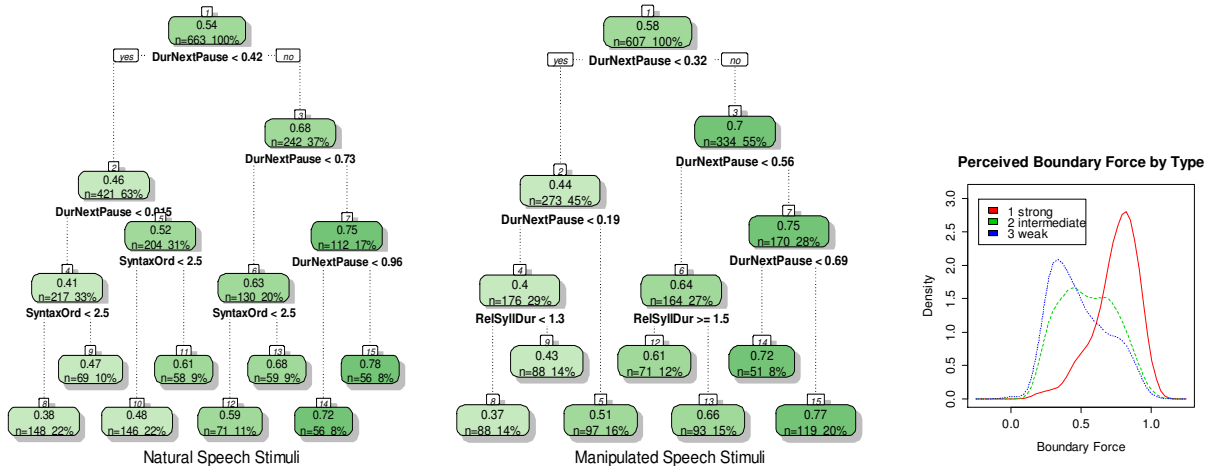 1
0.54
n=663 100%
yes
DurNextPause < 0.42
no
3
0.68
n=242 37%
DurNextPause < 0.73
2
0.46
n=421 63%
DurNextPause < 0.015
5
0.52
n=204 31%
SyntaxOrd < 2.5
7
0.75
n=112 17%
DurNextPause < 0.96
4
0.41
n=217 33%
SyntaxOrd < 2.5
6
0.63
n=130 20%
SyntaxOrd < 2.5
9
0.47
n=69 10%
11
0.61
n=58 9%
13
0.68
n=59 9%
15
0.78
n=56 8%
8
0.38
n=148 22%
10
0.48
n=146 22%
12
0.59
n=71 11%
14
0.72
n=56 8%
Natural Speech Stimuli
1
0.58
n=607 100%
yes
DurNextPause < 0.32
no
3
0.7
n=334 55%
DurNextPause < 0.56
2
0.44
n=273 45%
DurNextPause < 0.19
7
0.75
n=170 28%
DurNextPause < 0.69
4
0.4
n=176 29%
RelSyllDur < 1.3
6
0.64
n=164 27%
RelSyllDur >= 1.5
9
0.43
n=88 14%
12
0.61
n=71 12%
14
0.72
n=51 8%
8
0.37
n=88 14%
5
0.51
n=97 16%
13
0.66
n=93 15%
15
0.77
n=119 20%
Manipulated Speech Stimuli
Perceived Boundary Force by Type
1 strong
2 intermediate
3 weak
Density
3.0
2.5
2.0
1.5
1.0
0.5
0.0
0.0 0.5 1.0
Boundary Force